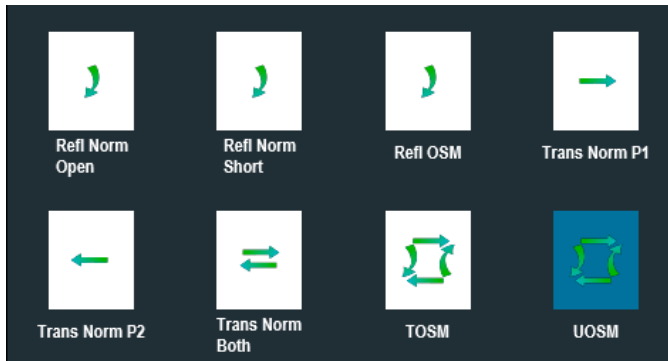 Refl Norm
Open
Refl Norm
Short
Refl OSM
Trans Norm P1
Trans Norm P2
Trans Norm
Both
TOSM
UOSM